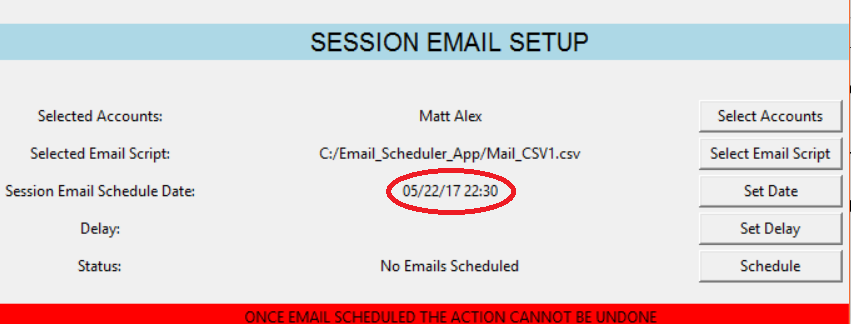 SESSION EMAIL SETUP
Selected Accounts: Matt Alex Select Accounts
Selected Email Script: C:/Email_Scheduler_App/Mail_CSV1.csv Select Email Script
Session Email Schedule Date: 05/22/17 22:30 Set Date
Delay: Set Delay
Status: No Emails Scheduled Schedule
ONCE EMAIL SCHEDULED THE ACTION CANNOT BE UNDONE